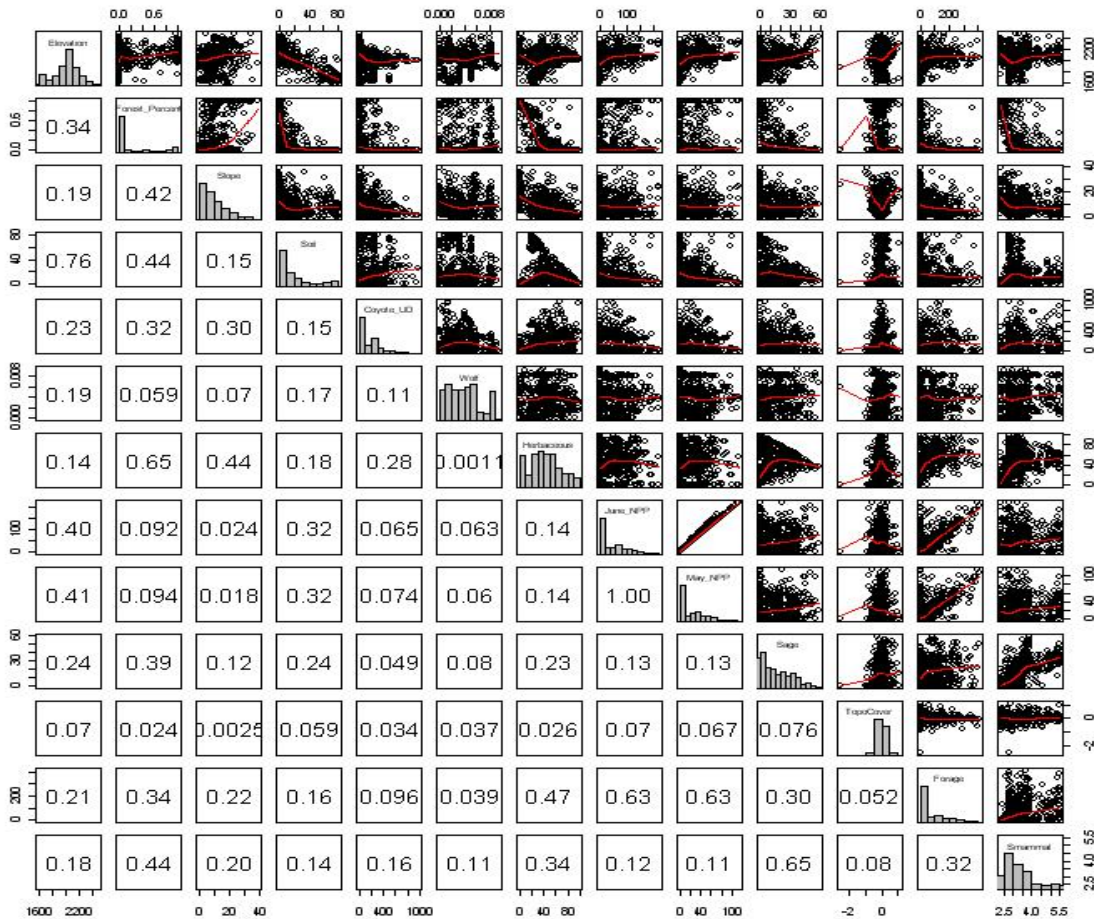 0.0 0.6 0 40 80 0.000 0.008 0 100 0 30 60 0 200
Elevation 1600 2200
0.34 Forest_Percent 0.0 0.6
0.19 0.42 Slope 0 20 40
0.76 0.44 0.15 Soil 0 40 80
0.23 0.32 0.30 0.15 Coyote_UD 0 400 1000
0.19 0.059 0.07 0.17 0.11 Wolf 0.000 0.008
0.14 0.65 0.44 0.18 0.28 0.0011 Herbaceous 0 40 80
0.40 0.092 0.024 0.32 0.065 0.063 0.14 June_NPP 0 100
0.41 0.094 0.018 0.32 0.074 0.06 0.14 1.00 May_NPP 0 40 100
0.24 0.39 0.12 0.24 0.049 0.08 0.23 0.13 0.13 Sage 0 30 60
0.07 0.024 0.0025 0.059 0.034 0.037 0.026 0.07 0.067 0.076 TopoCover -2 0
0.21 0.34 0.22 0.16 0.096 0.039 0.47 0.63 0.63 0.30 0.052 Forage 0 200
0.18 0.44 0.20 0.14 0.16 0.11 0.34 0.12 0.11 0.65 0.08 0.32 Smammal 2.5 4.0 5.5
1600 2200 0 20 40 0 400 1000 0 40 80 0 40 100 -2 0 2.5 4.0 5.5